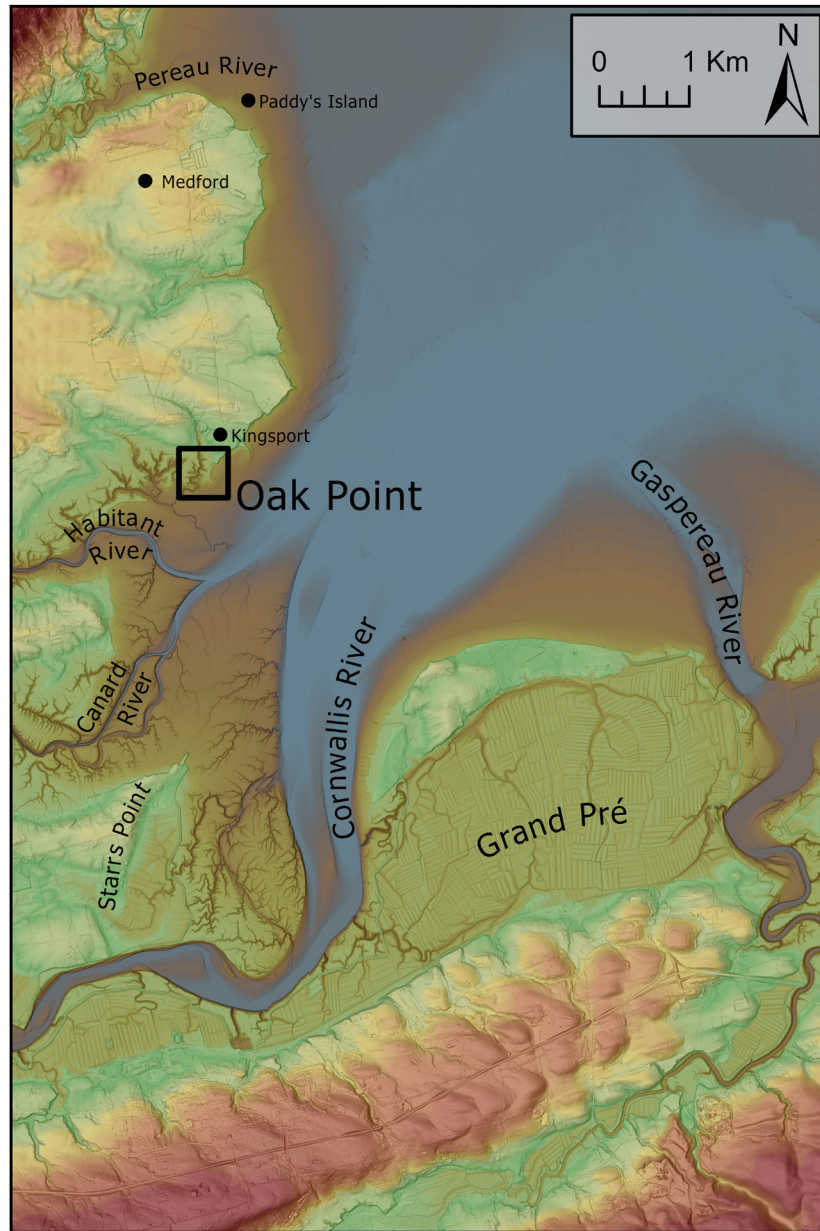 N
0 1 Km
Pereau River
Paddy's Island
Medford
Kingsport
Oak Point
Habitant
River
Gaspereau River
Canard
River
Cornwallis River
Starrs Point
Grand Pré